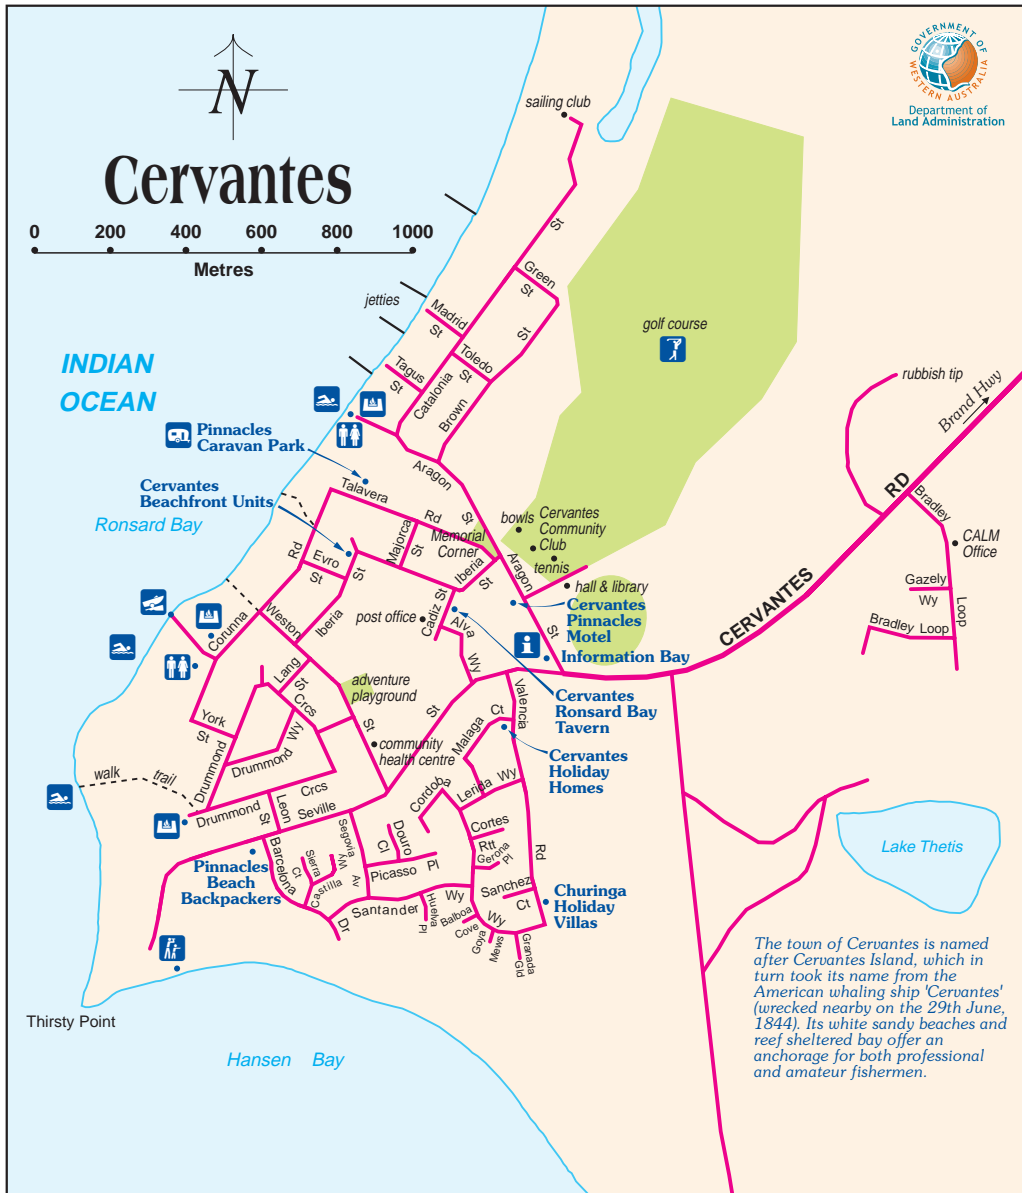 N
Cervantes
0 200 400 600 800 1000
Metres
GOVERNMENT OF
WESTERN AUSTRALIA
Department of
Land Administration
sailing club
St
Green
St
St
jetties
Madrid
St
Toledo
St
Tagus
St
Catalonia
Brown
golf course
INDIAN
OCEAN
rubbish tip
Brand Hwy
Pinnacles
Caravan Park
Cervantes
Beachfront Units
Ronsard Bay
Aragon
St
Talavera
Rd
Majorca
St
Memorial
Corner
bowls
Cervantes
Community
Club
tennis
Aragon
St
hall & library
RD
CERVANTES
Bradley
CALM
Office
Gazely
Wy
Loop
Bradley Loop
Rd
Evro
St
St
Iberia
Iberia
St
Cadiz St
post office
Alva
Wy
Cervantes
Pinnacles
Motel
i
Information Bay
Corunna
Weston
Lang
St
Crcs
adventure
playground
St
St
community
health centre
York
St
Wy
Drummond
Drummond
Cervantes
Ronsard Bay
Tavern
Valencia
Ct
Malaga
Cervantes
Holiday
Homes
walk trail
Drummond
Crcs
Leon
St
Seville
Cordoba
Lerida Wy
Cortes
Rtt
Gerona
Pl
Rd
Douro
Cl
Picasso Pl
Segovia
Wy
Av
Sierra
Ct
Castilla
Barcelona
Dr
Pinnacles
Beach
Backpackers
Santander
Wy
Huelva
Pl
Balboa
Cove
Goya
Mews
Wy
Sanchez
Ct
Granada
Gld
Churinga
Holiday
Villas
Lake Thetis
Thirsty Point
Hansen Bay
The town of Cervantes is named
after Cervantes Island, which in
turn took its name from the
American whaling ship 'Cervantes'
(wrecked nearby on the 29th June,
1844). Its white sandy beaches and
reef sheltered bay offer an
anchorage for both professional
and amateur fishermen.